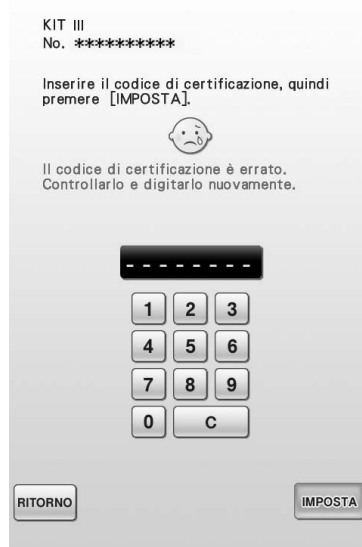 KIT III
No. **********
Inserire il codice di certificazione, quindi
premere [IMPOSTA].
Il codice di certificazione è errato.
Controllarlo e digitarlo nuovamente.
- - - - - - - -
1 2 3
4 5 6
7 8 9
0 C
RITORNO IMPOSTA